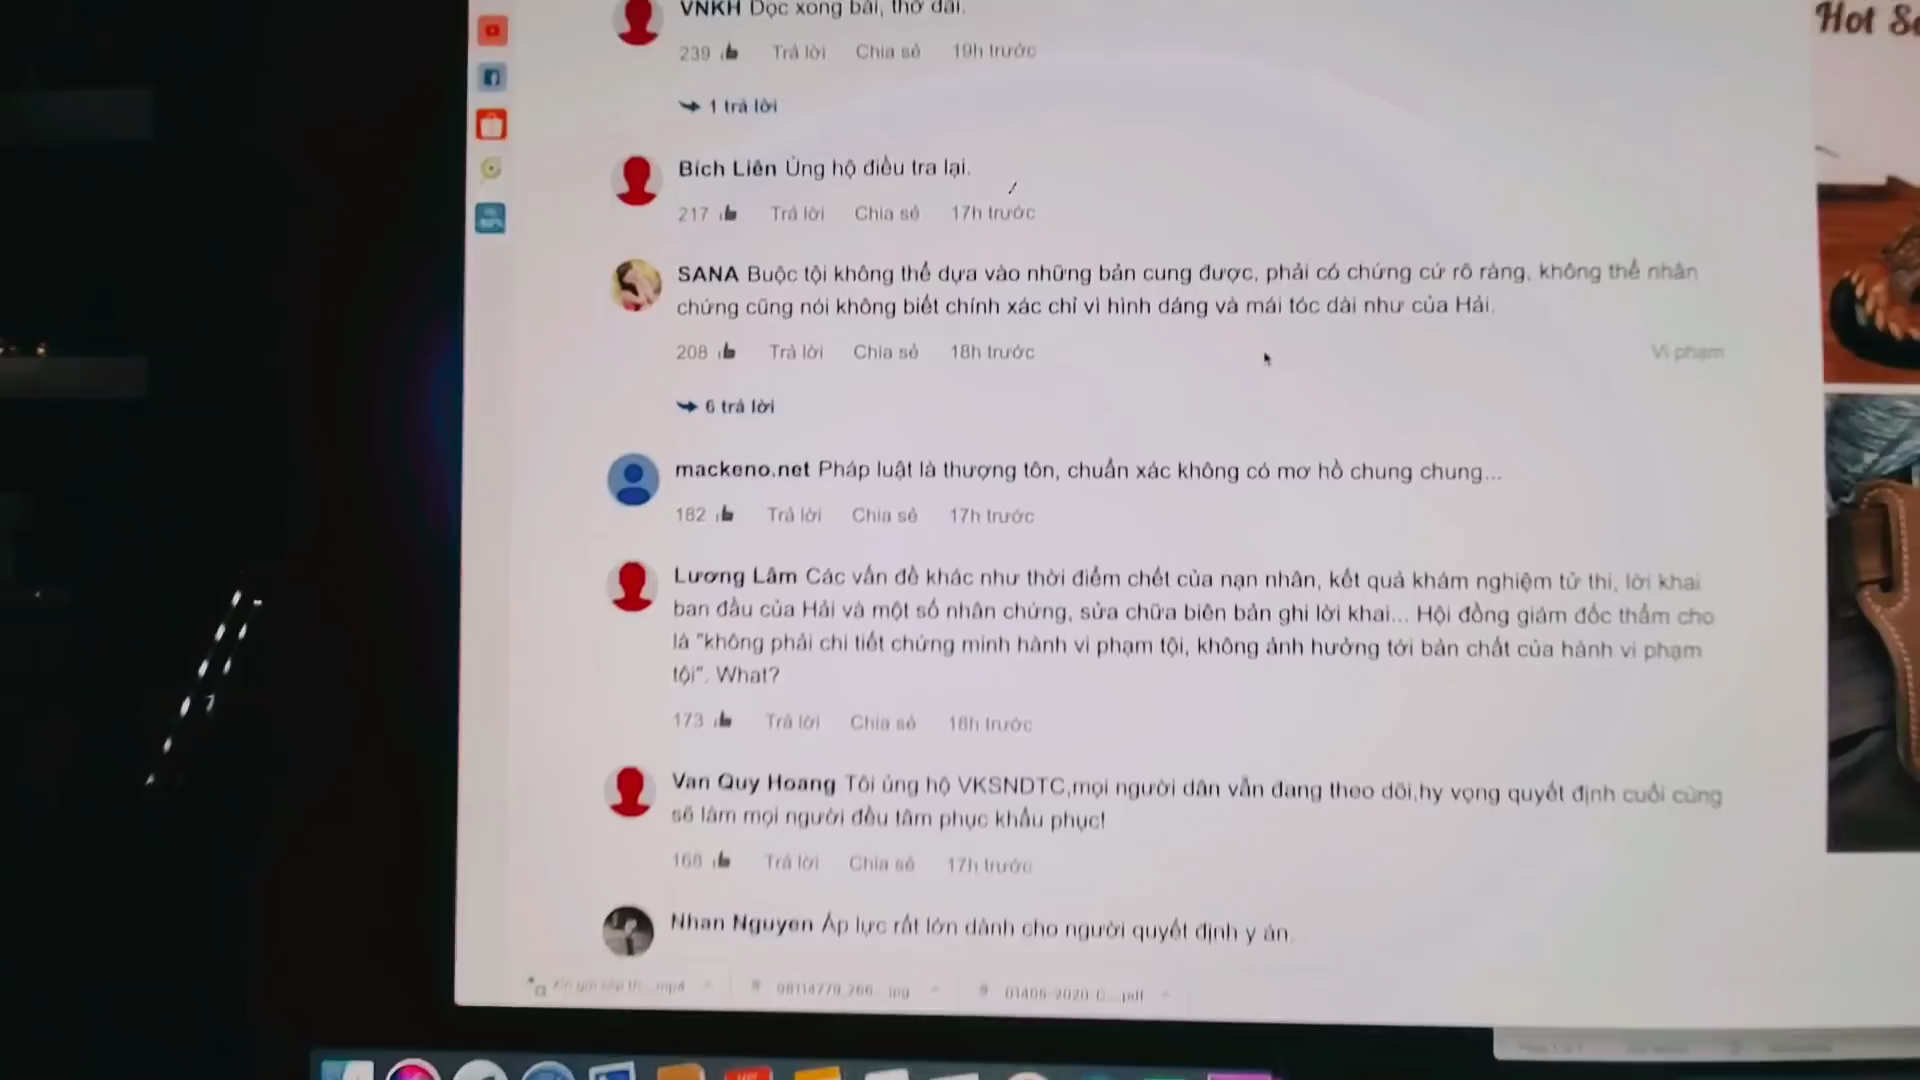 Hot
VNKH Đọc xong bài, thở dài.
239 Trả lời Chia sẻ 19h trước
1 trả lời
Bích Liên Ủng hộ điều tra lại.
217 Trả lời Chia sẻ 17h trước
SANA Buộc tội không thể dựa vào những bản cung được, phải có chứng cứ rõ ràng, không thể nhân
chứng cũng nói không biết chính xác chỉ vì hình dáng và mái tóc dài như của Hải.
208 Trả lời Chia sẻ 18h trước Vi phạm
6 trả lời
mackeno.net Pháp luật là thượng tôn, chuẩn xác không có mơ hồ chung chung...
182 Trả lời Chia sẻ 17h trước
Lương Lâm Các vấn đề khác như thời điểm chết của nạn nhân, kết quả khám nghiệm tử thi, lời khai
ban đầu của Hải và một số nhân chứng, sửa chữa biên bản ghi lời khai... Hội đồng giám đốc thẩm cho
là "không phải chi tiết chứng minh hành vi phạm tội, không ảnh hưởng tới bản chất của hành vi phạm
tội". What?
173 Trả lời Chia sẻ 18h trước
Van Quy Hoang Tôi ủng hộ VKSNDTC,mọi người dân vẫn đang theo dõi,hy vọng quyết định cuối cùng
sẽ làm mọi người đều tâm phục khẩu phục!
168 Trả lời Chia sẻ 17h trước
Nhan Nguyen Áp lực rất lớn dành cho người quyết định y án.